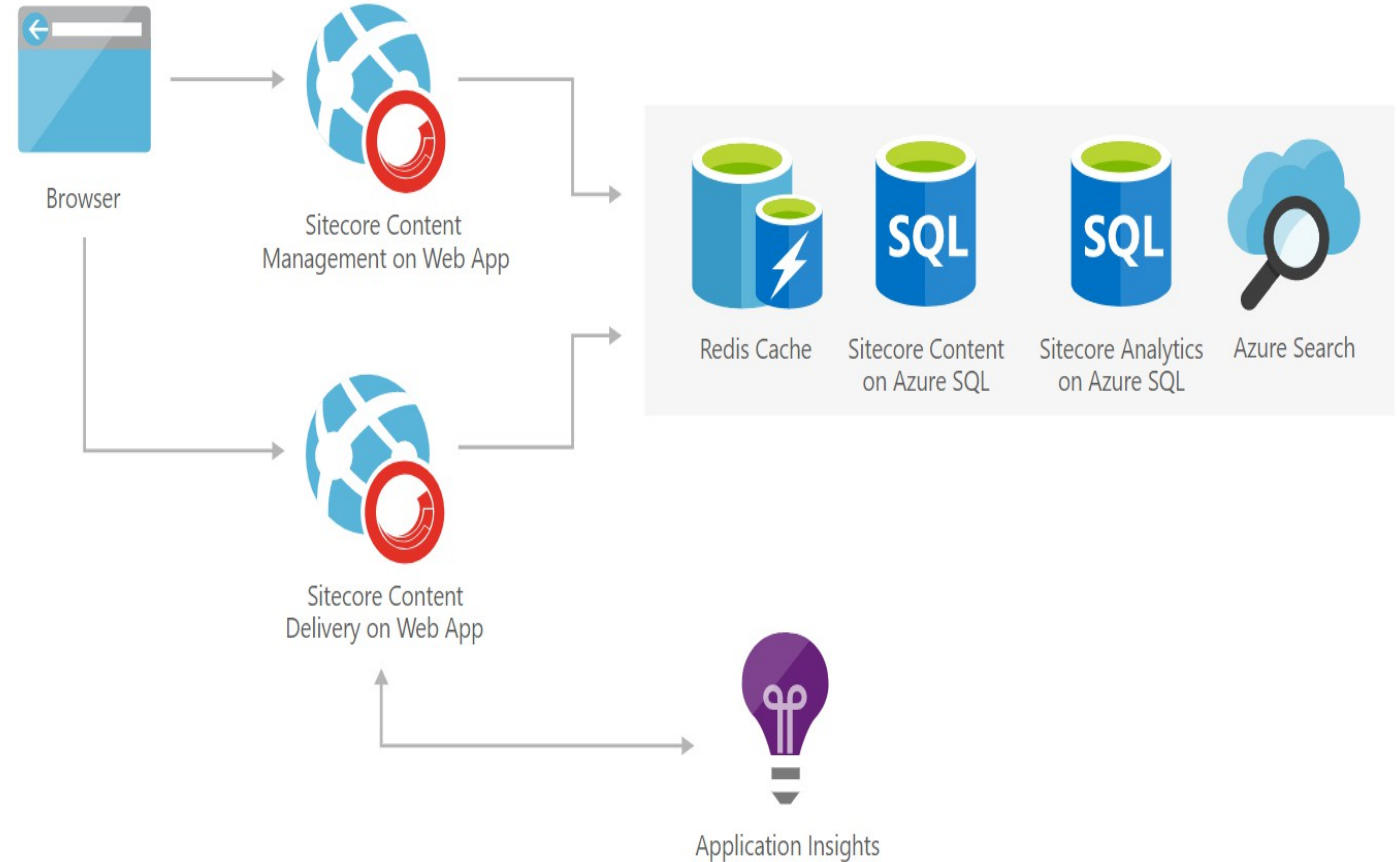 Browser
Sitecore Content
Management on Web App
SQL
SQL
Redis Cache
Sitecore Content
on Azure SQL
Sitecore Analytics
on Azure SQL
Azure Search
Sitecore Content
Delivery on Web App
Application Insights